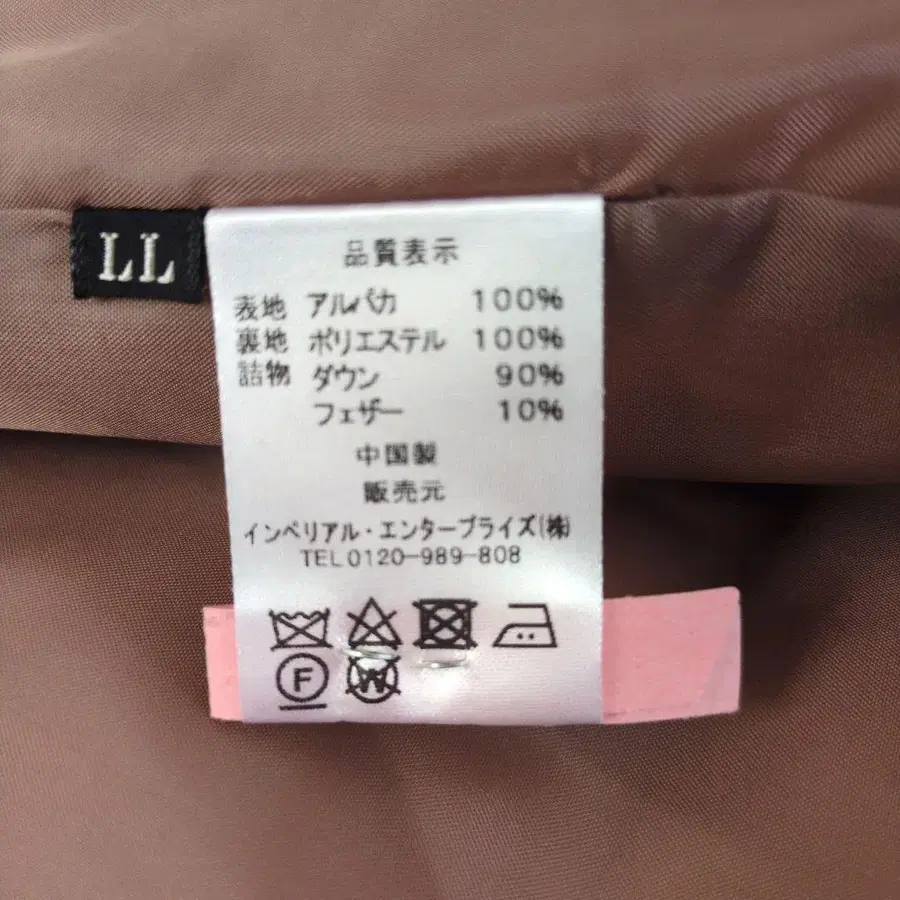 LL
品質表示
表地 アルパカ 100%
裏地 ポリエステル 100%
詰物 ダウン 90%
フェザー 10%
中国製
販売元
インペリアル・エンタープライズ(株)
TEL0120-989-808
F W